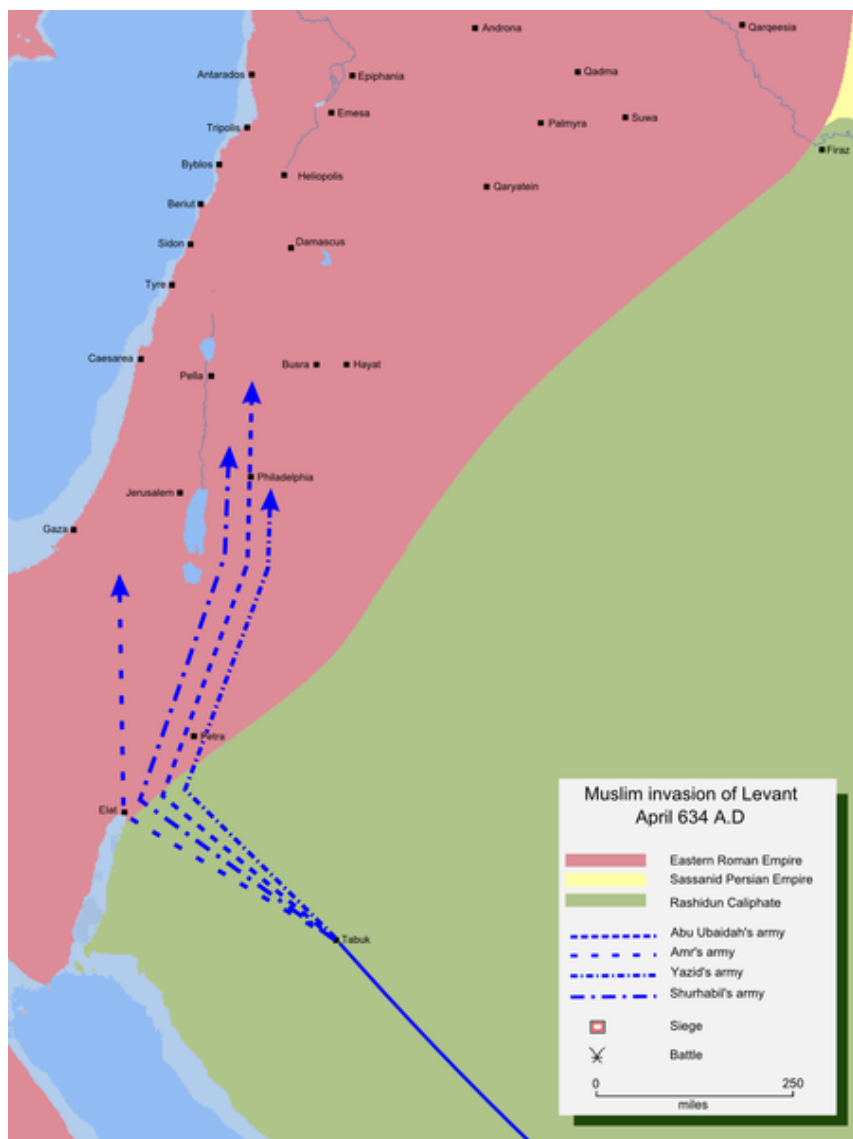 Androna
Qarqeesia
Antarados
Epiphania
Qadma
Emesa
Tripolis
Palmyra
Suwa
Firaz
Byblos
Heliopolis
Qaryatein
Beriut
Sidon
Damascus
Tyre
Caesarea
Pella
Busra
Hayat
Philadelphia
Jerusalem
Gaza
Petra
Elat
Tabuk
Muslim invasion of Levant
April 634 A.D
Eastern Roman Empire
Sassanid Persian Empire
Rashidun Caliphate
Abu Ubaidah's army
Amr's army
Yazid's army
Shurhabil's army
Siege
Battle
0 250
miles